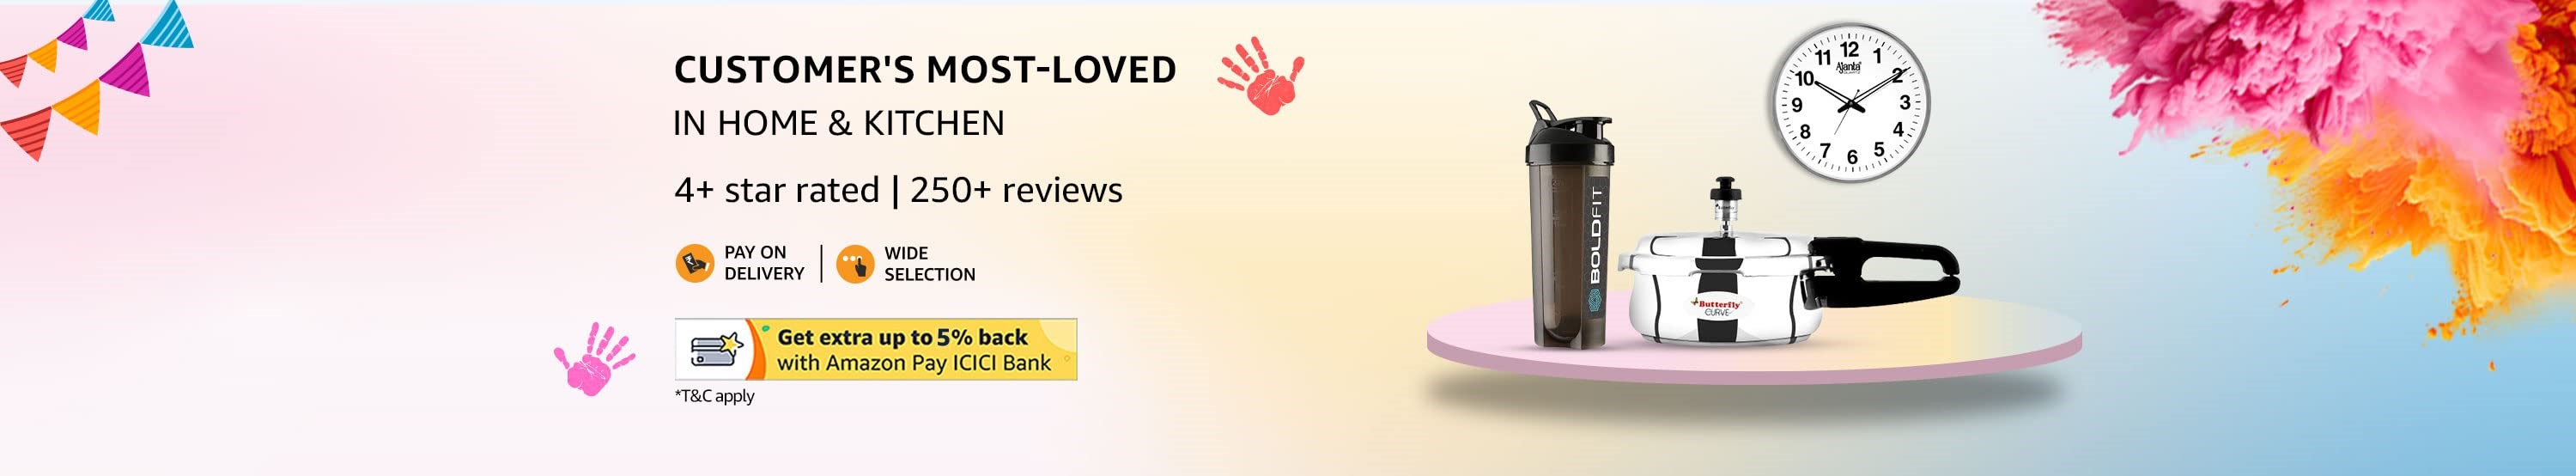 CUSTOMER'S MOST-LOVED
IN HOME & KITCHEN
4+ star rated | 250+ reviews
PAY ON
DELIVERY
WIDE
SELECTION
Get extra up to 5% back
with Amazon Pay ICICI Bank
*T&C apply
BOLDFIT
Butterfly
CURVE
Ajanta
12
1
2
3
4
5
6
7
8
9
10
11